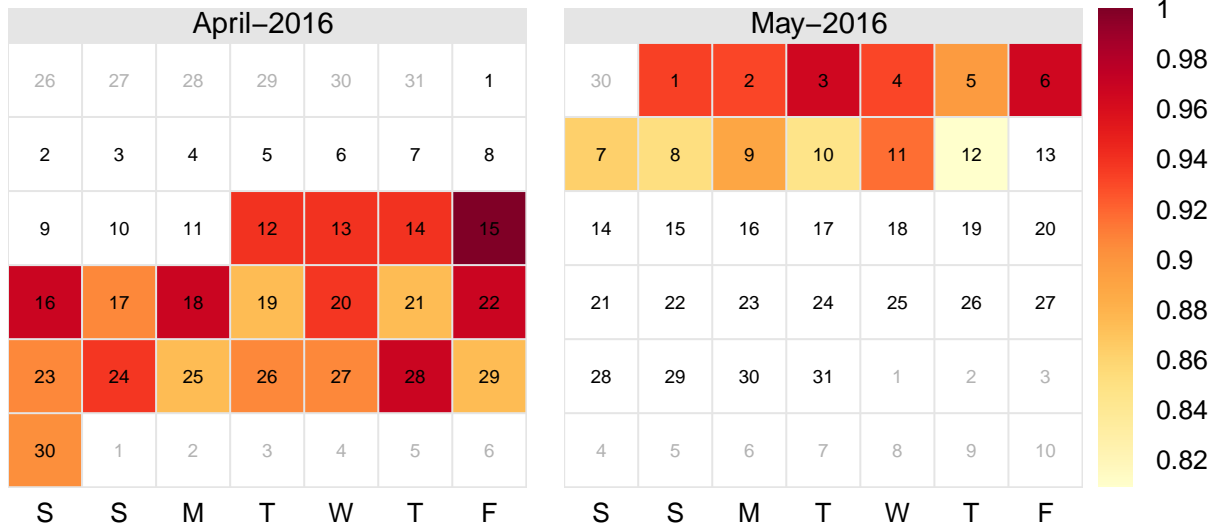 April−2016
26 27 28 29 30 31 1
2 3 4 5 6 7 8
9 10 11 12 13 14 15
16 17 18 19 20 21 22
23 24 25 26 27 28 29
30 1 2 3 4 5 6
S S M T W T F
May−2016
30 1 2 3 4 5 6
7 8 9 10 11 12 13
14 15 16 17 18 19 20
21 22 23 24 25 26 27
28 29 30 31 1 2 3
4 5 6 7 8 9 10
S S M T W T F
1
0.98
0.96
0.94
0.92
0.9
0.88
0.86
0.84
0.82